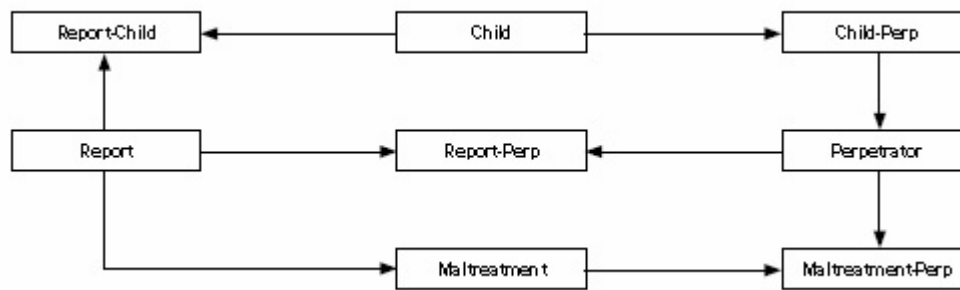 Report-Child
Child
Child-Perp
Report
Report-Perp
Perpetrator
Maltreatment
Maltreatment-Perp